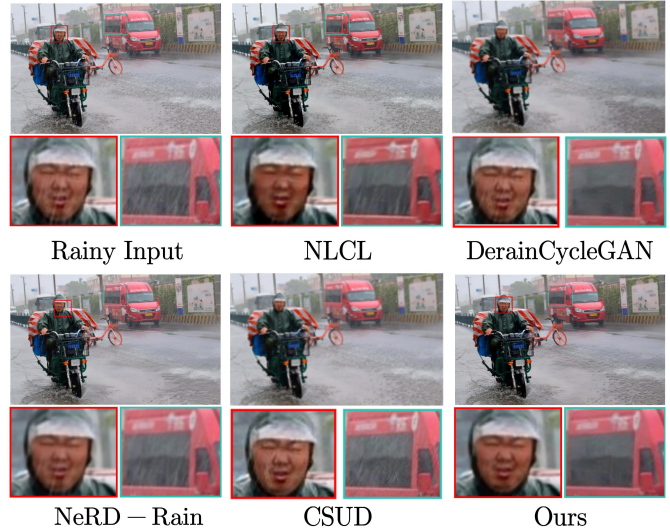 Rainy Input
NLCL
DerainCycleGAN
NeRD – Rain
CSUD
Ours